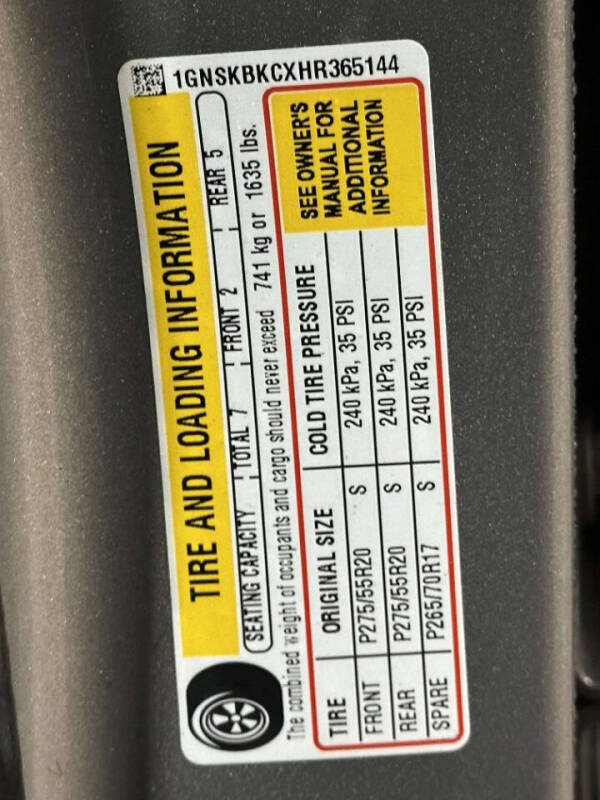 1GNSKBKCXHR365144
TIRE AND LOADING INFORMATION
SEATING CAPACITY TOTAL 7 FRONT 2 REAR 5
The combined weight of occupants and cargo should never exceed 741 kg or 1635 lbs.
TIRE ORIGINAL SIZE COLD TIRE PRESSURE
FRONT P275/55R20 S 240 kPa, 35 PSI
REAR P275/55R20 S 240 kPa, 35 PSI
SPARE P265/70R17 S 240 kPa, 35 PSI
SEE OWNER'S
MANUAL FOR
ADDITIONAL
INFORMATION